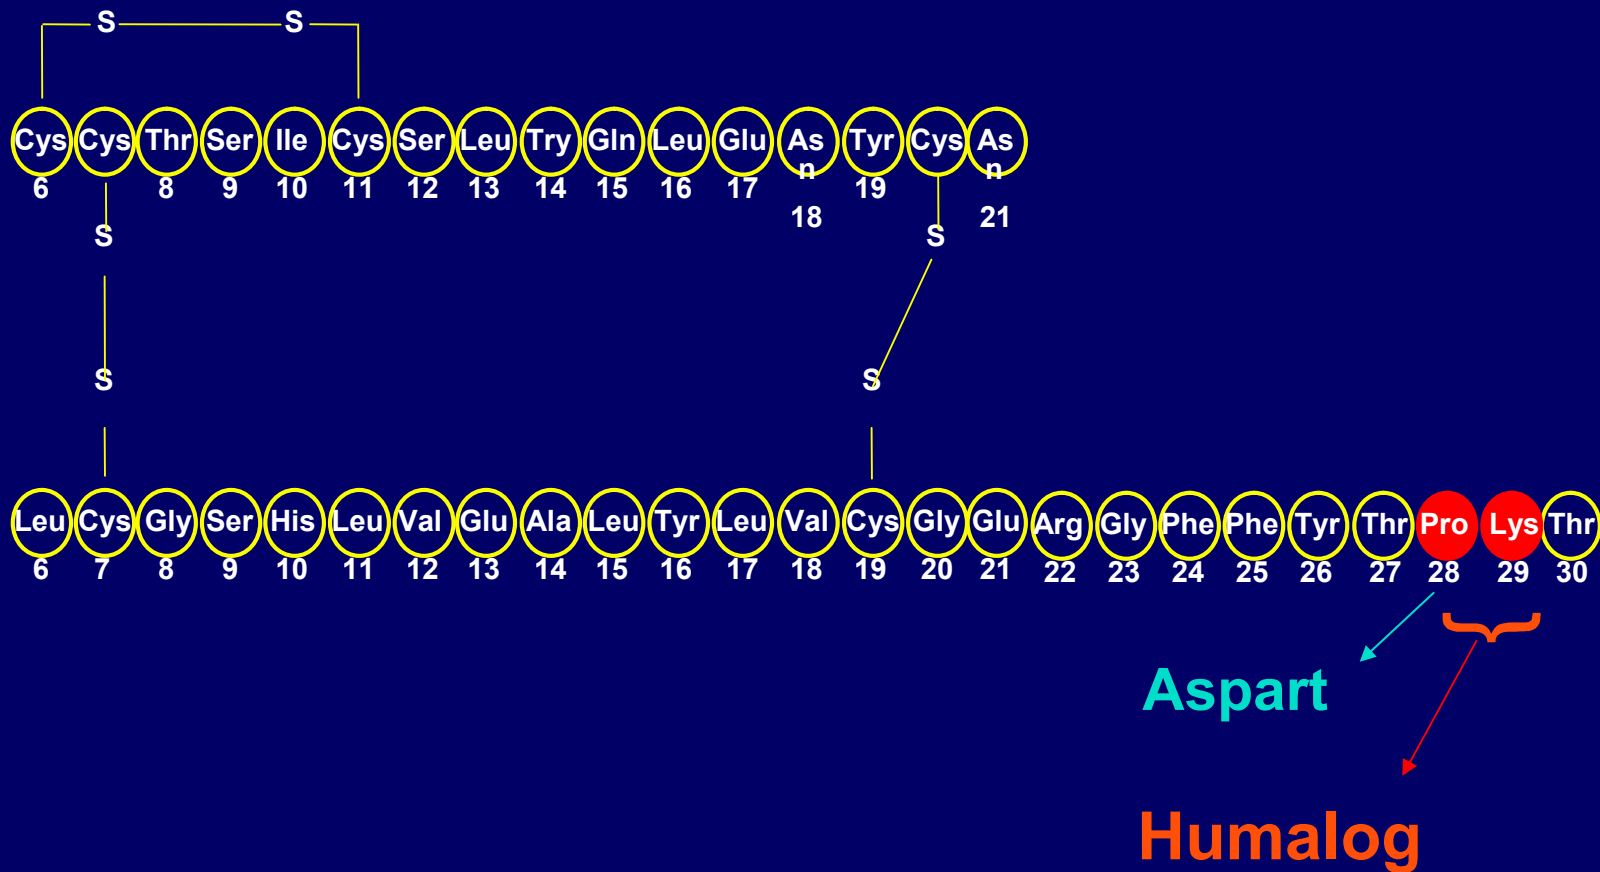 S S
Cys Cys Thr Ser Ile Cys Ser Leu Try Gln Leu Glu Asn Tyr Cys Asn
6 8 9 10 11 12 13 14 15 16 17 18 19 21
S S
S S
Leu Cys Gly Ser His Leu Val Glu Ala Leu Tyr Leu Val Cys Gly Glu Arg Gly Phe Phe Tyr Thr Pro Lys Thr
6 7 8 9 10 11 12 13 14 15 16 17 18 19 20 21 22 23 24 25 26 27 28 29 30
Aspart
Humalog